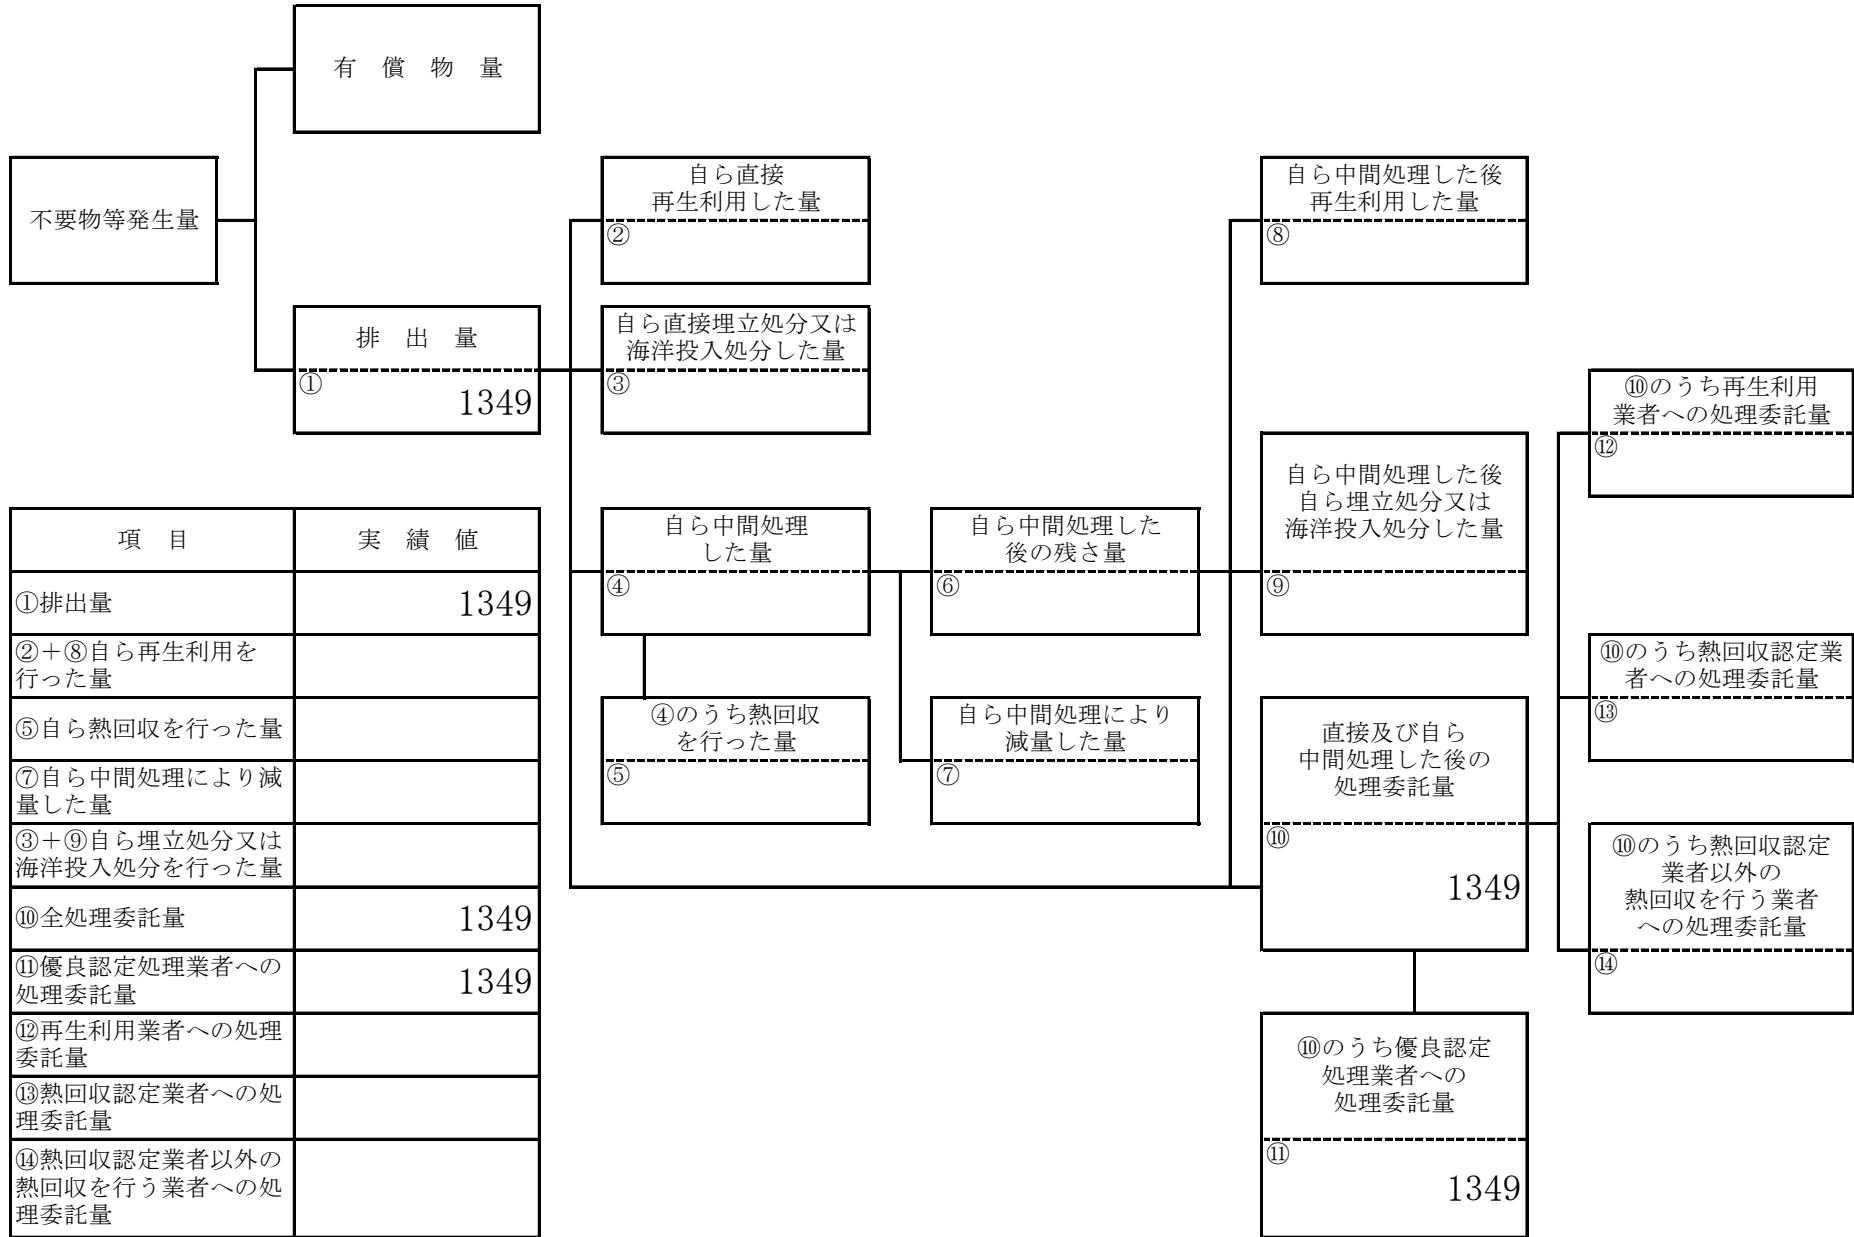 有 償 物 量
不要物等発生量
排 出 量
①
1349
自ら直接
再生利用した量
②
自ら直接埋立処分又は
海洋投入処分した量
③
自ら中間処理
した量
④
④のうち熱回収
を行った量
⑤
自ら中間処理した
後の残さ量
⑥
自ら中間処理により
減量した量
⑦
自ら中間処理した後
再生利用した量
⑧
自ら中間処理した後
自ら埋立処分又は
海洋投入処分した量
⑨
直接及び自ら
中間処理した後の
処理委託量
⑩
1349
⑩のうち優良認定
処理業者への
処理委託量
⑪
1349
⑩のうち再生利用
業者への処理委託量
⑫
⑩のうち熱回収認定業
者への処理委託量
⑬
⑩のうち熱回収認定
業者以外の
熱回収を行う業者
への処理委託量
⑭
項 目 実 績 値
①排出量 1349
②＋⑧自ら再生利用を
行った量
⑤自ら熱回収を行った量
⑦自ら中間処理により減
量した量
③＋⑨自ら埋立処分又は
海洋投入処分を行った量
⑩全処理委託量 1349
⑪優良認定処理業者への
処理委託量 1349
⑫再生利用業者への処理
委託量
⑬熱回収認定業者への処
理委託量
⑭熱回収認定業者以外の
熱回収を行う業者への処
理委託量